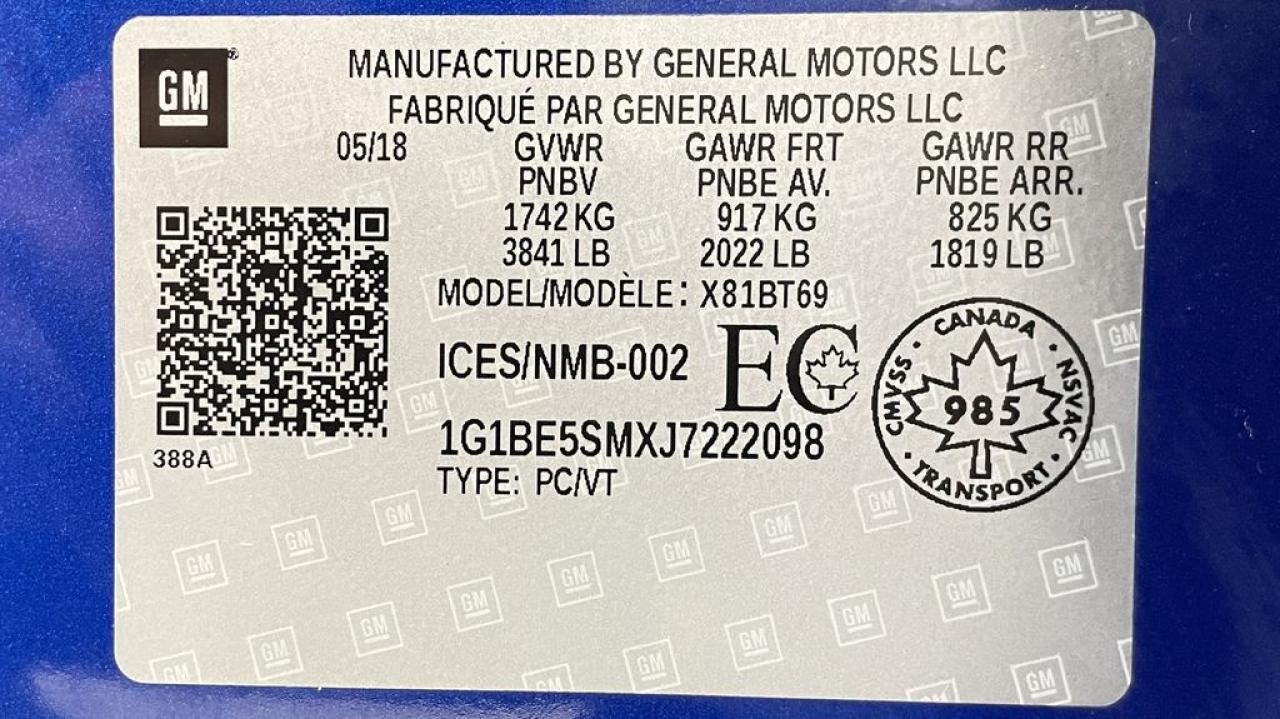 GM
MANUFACTURED BY GENERAL MOTORS LLC
FABRIQUÉ PAR GENERAL MOTORS LLC
05/18 GVWR GAWR FRT GAWR RR
PNBV PNBE AV. PNBE ARR.
1742 KG 917 KG 825 KG
3841 LB 2022 LB 1819 LB
MODEL/MODÈLE: X81BT69
ICES/NMB-002 EC
1G1BE5SMXJ7222098
TYPE: PC/VT
388A
CANADA
CMVSS · NSVAC
985
TRANSPORT